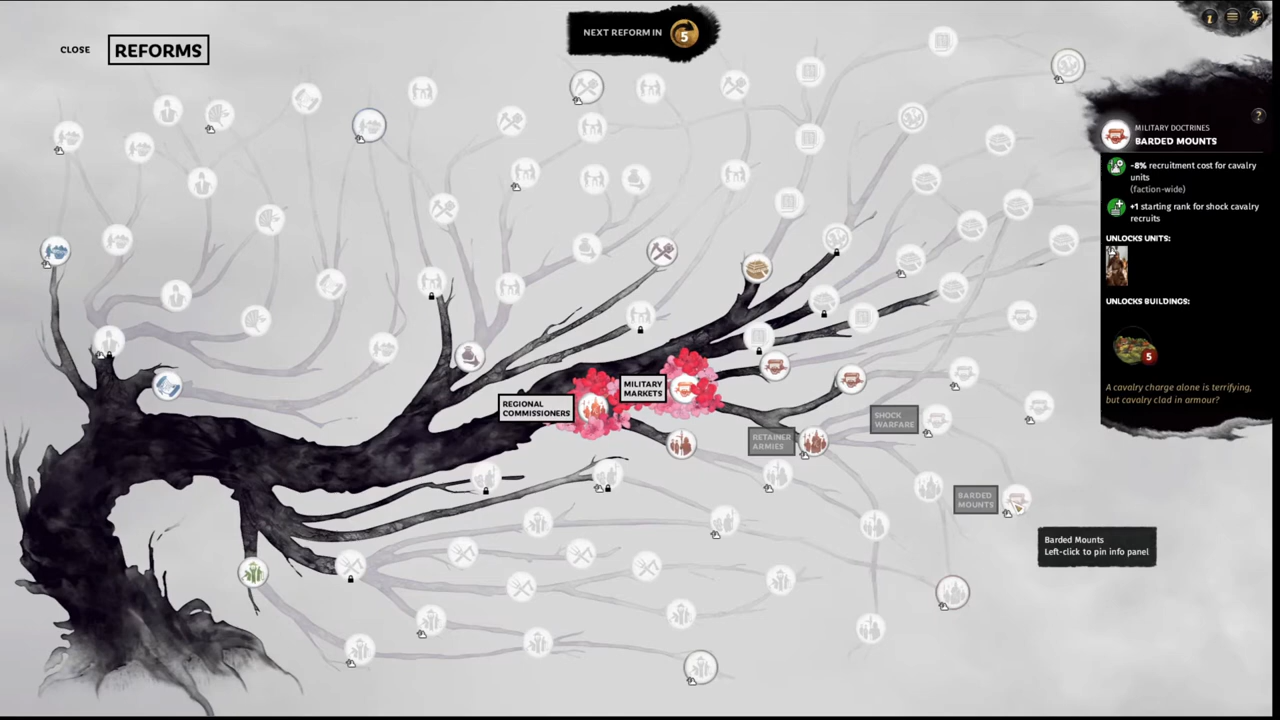 CLOSE
REFORMS
NEXT REFORM IN
5
MILITARY DOCTRINES
BARDED MOUNTS
?
-8% recruitment cost for cavalry
units
(faction-wide)
+1 starting rank for shock cavalry
recruits
UNLOCKS UNITS:
UNLOCKS BUILDINGS:
5
A cavalry charge alone is terrifying,
but cavalry clad in armour?
REGIONAL
COMMISSIONERS
MILITARY
MARKETS
RETAINER
ARMIES
SHOCK
WARFARE
BARDED
MOUNTS
Barded Mounts
Left-click to pin info panel